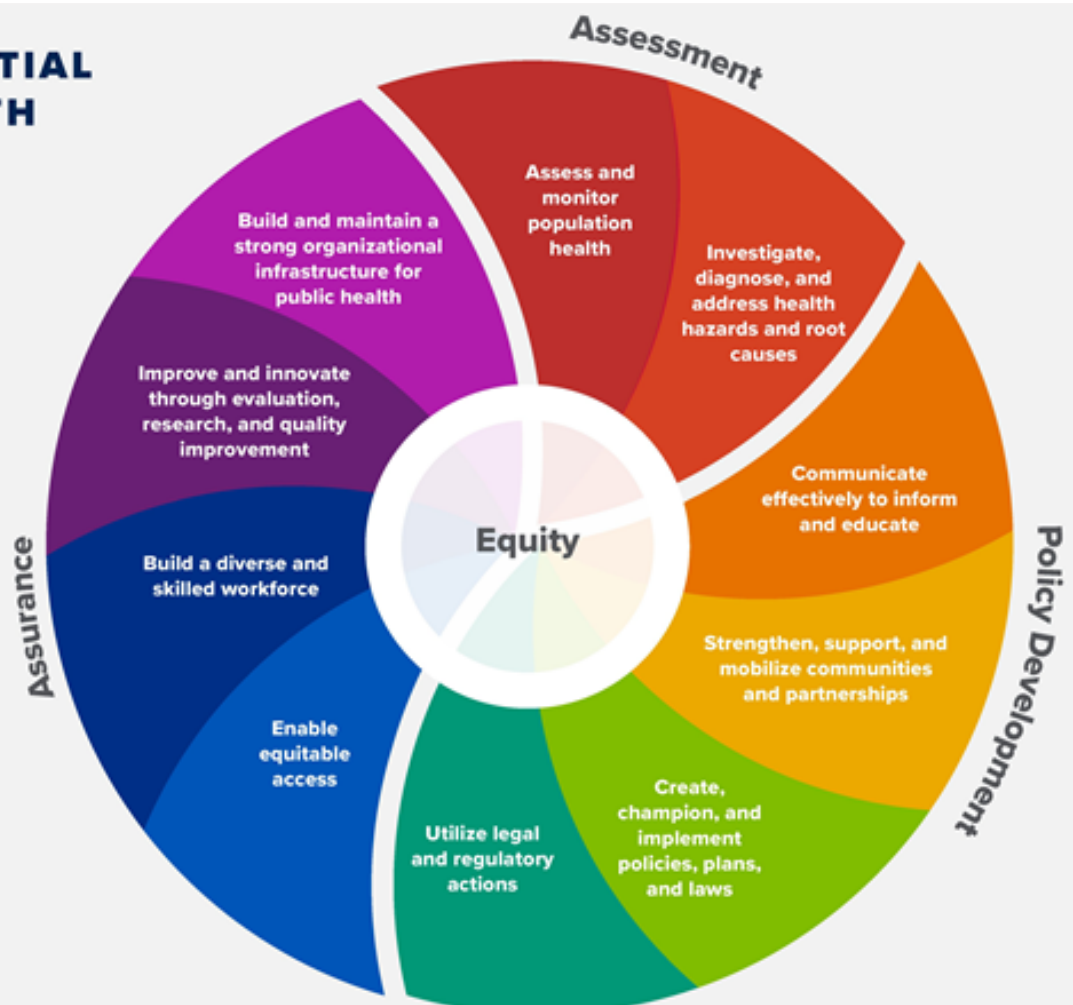 TIAL
TH
Assessment
Assess and
monitor
population
health
Investigate,
diagnose, and
address health
hazards and root
causes
Communicate
effectively to inform
and educate
Strengthen, support, and
mobilize communities
and partnerships
Create,
champion, and
implement
policies, plans,
and laws
Utilize legal
and regulatory
actions
Policy Development
Enable
equitable
access
Build a diverse and
skilled workforce
Improve and innovate
through evaluation,
research, and quality
improvement
Build and maintain a
strong organizational
infrastructure for
public health
Assurance
Equity